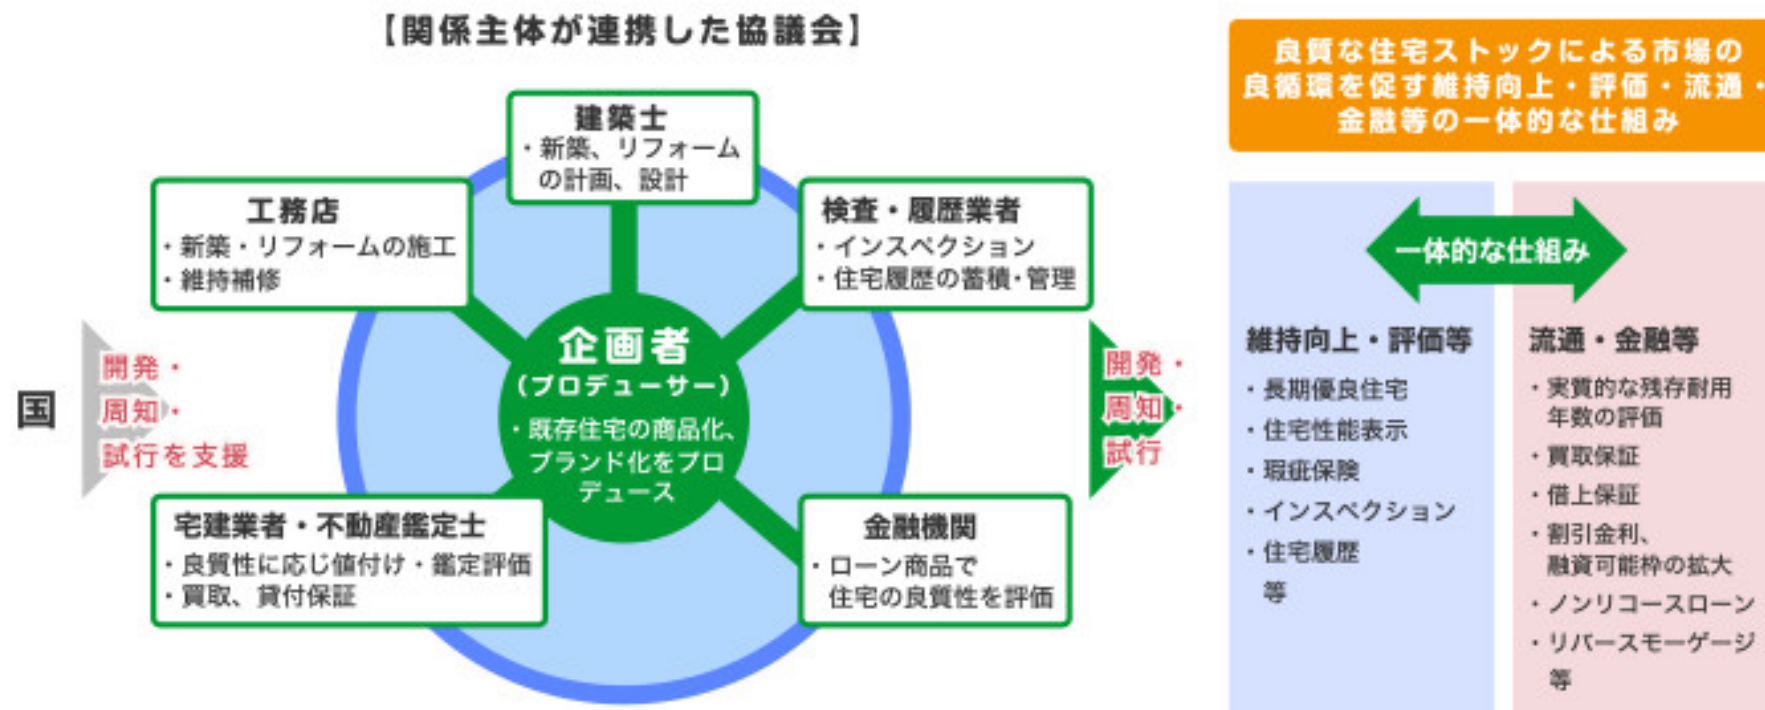 【関係主体が連携した協議会】
国
開発・
周知・
試行を支援
建築士
・新築、リフォーム
の計画、設計
工務店
・新築・リフォームの施工
・維持補修
検査・履歴業者
・インスペクション
・住宅履歴の蓄積・管理
企画者
(プロデューサー)
・既存住宅の商品化、
ブランド化をプロ
デュース
宅建業者・不動産鑑定士
・良質性に応じ値付け・鑑定評価
・買取、貸付保証
金融機関
・ローン商品で
住宅の良質性を評価
開発・
周知・
試行
良質な住宅ストックによる市場の
良循環を促す維持向上・評価・流通・
金融等の一体的な仕組み
一体的な仕組み
維持向上・評価等
・長期優良住宅
・住宅性能表示
・瑕疵保険
・インスペクション
・住宅履歴
等
流通・金融等
・実質的な残存耐用
年数の評価
・買取保証
・借上保証
・割引金利、
融資可能枠の拡大
・ノンリコースローン
・リバースモーゲージ
等